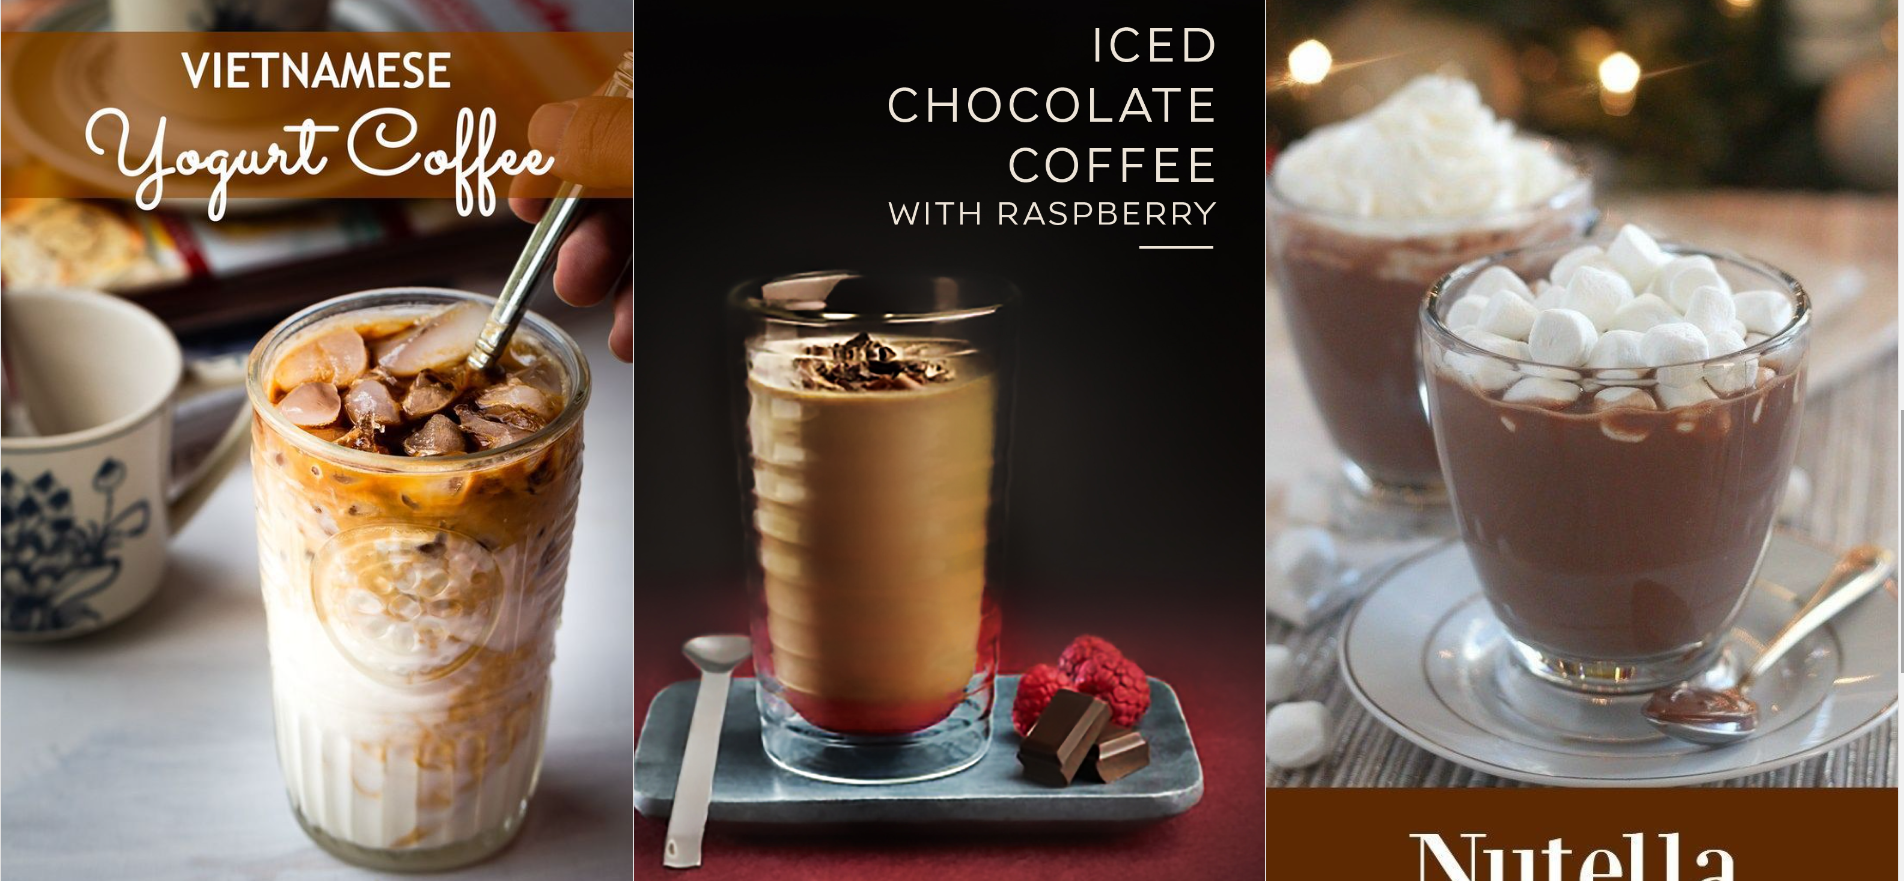 VIETNAMESE
Yogurt Coffee
ICED
CHOCOLATE
COFFEE
WITH RASPBERRY
Nutella